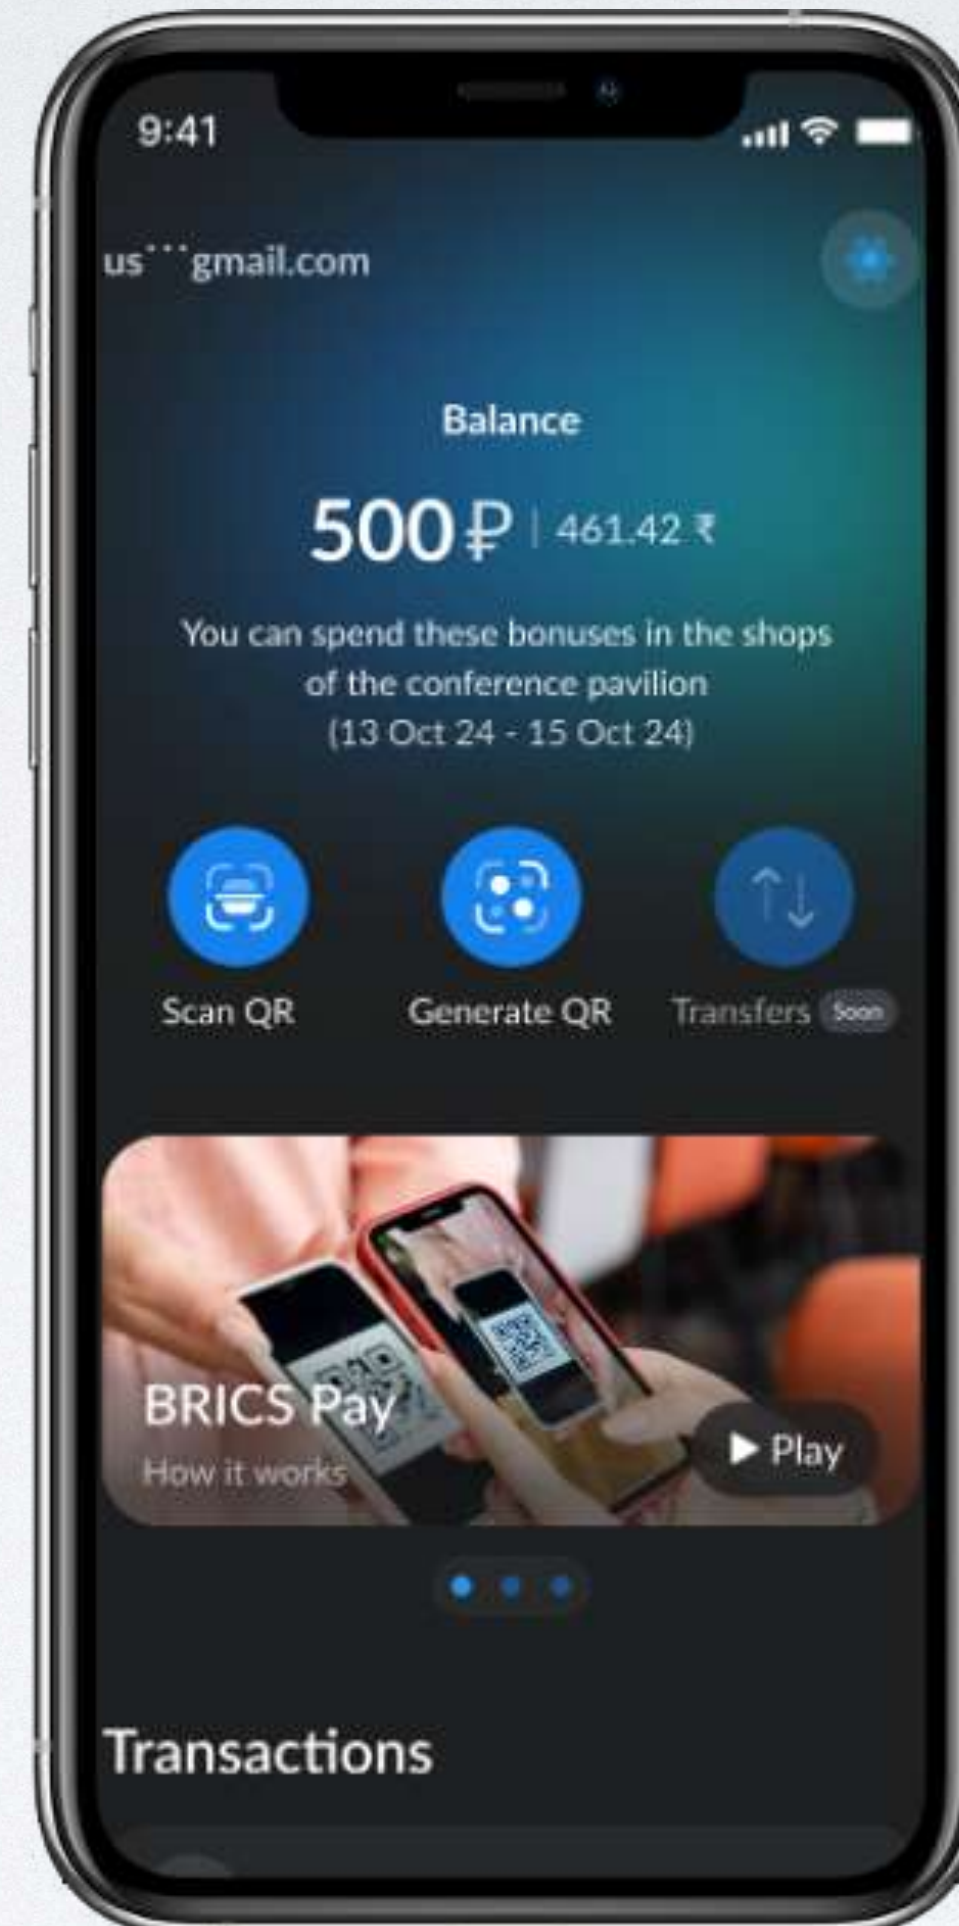 9:41
us***gmail.com
Balance
500 ₽ | 461.42 ₹
You can spend these bonuses in the shops
of the conference pavilion
(13 Oct 24 - 15 Oct 24)
Scan QR
Generate QR
Transfers Soon
BRICS Pay
How it works
Play
Transactions